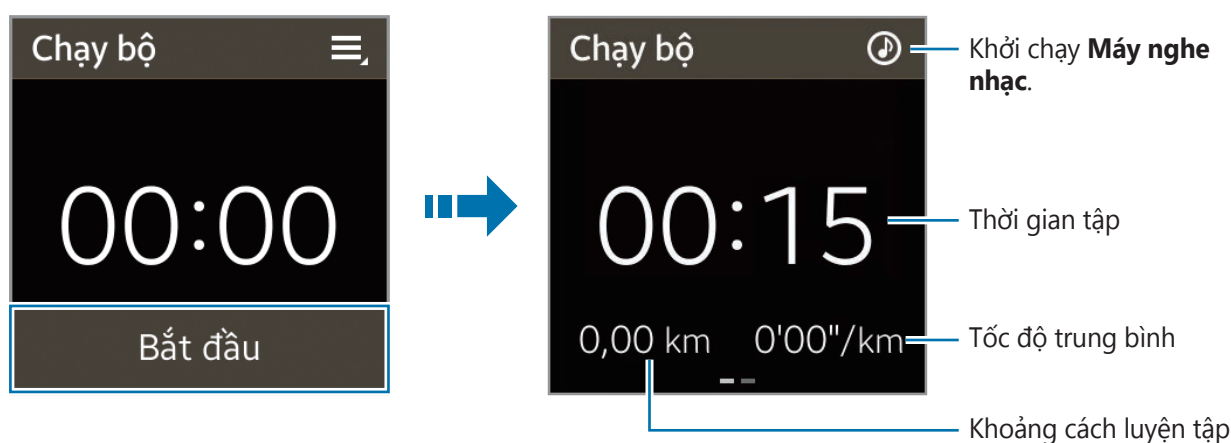 Chạy bộ
00:00
Bắt đầu
Chạy bộ
00:15
0,00 km 0'00"/km
Khởi chạy Máy nghe
nhạc.
Thời gian tập
Tốc độ trung bình
Khoảng cách luyện tập